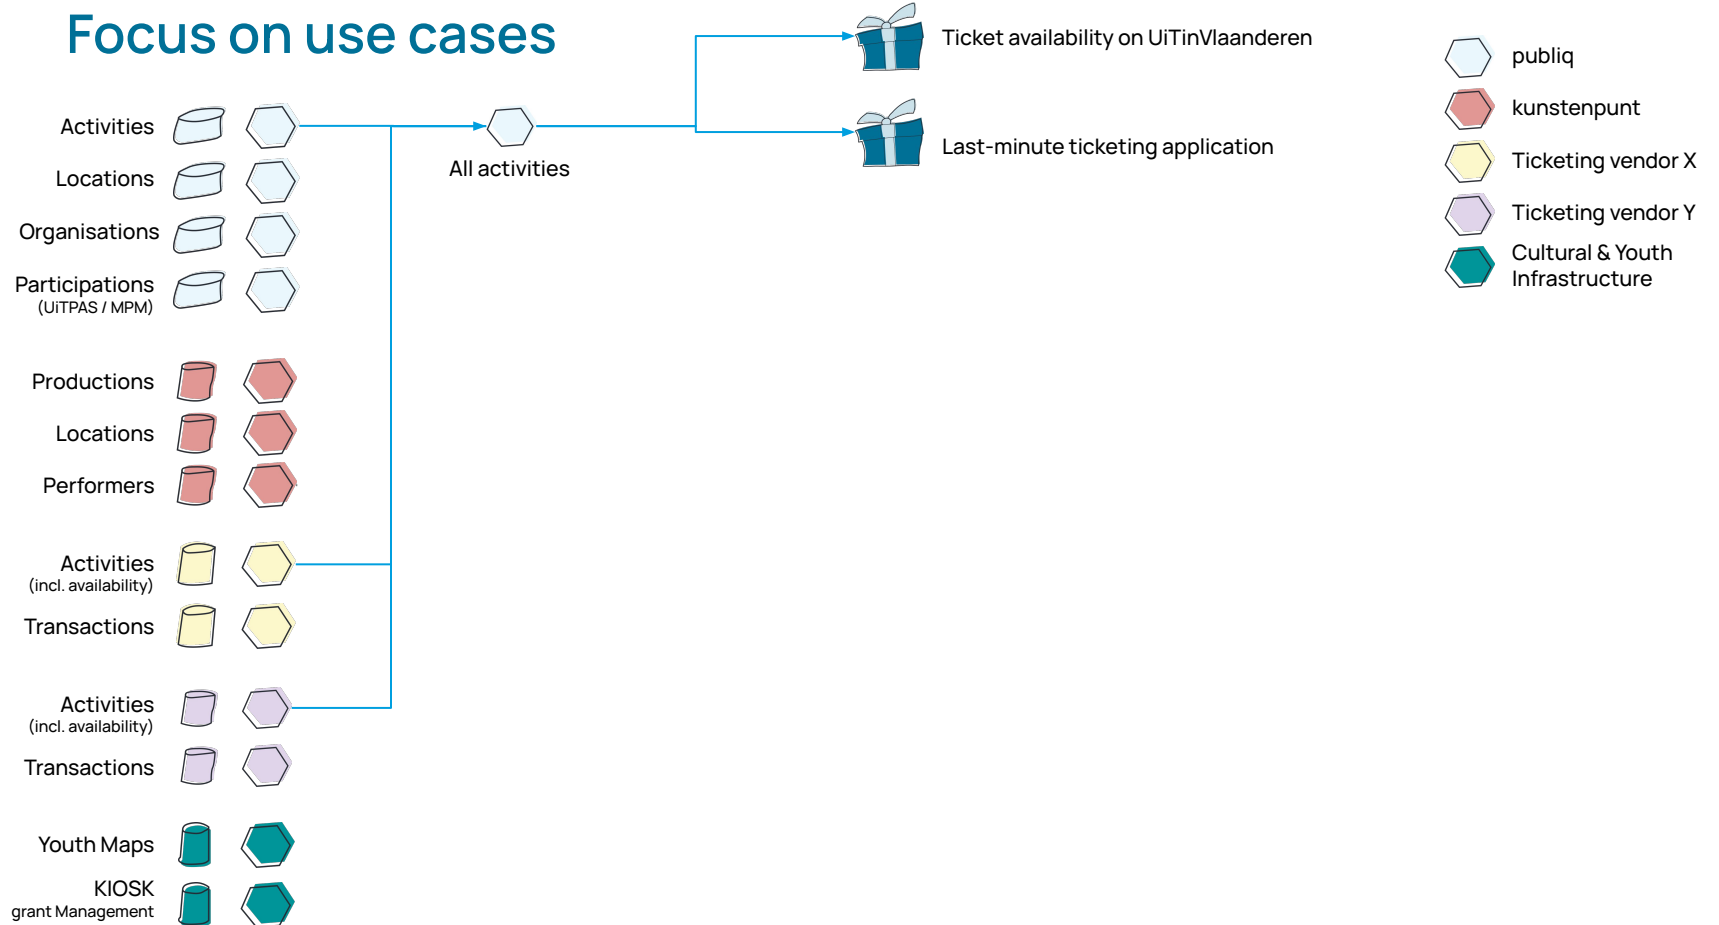 Focus on use cases
Activities
Locations
Organisations
Participations
(UiTPAS / MPM)
Productions
Locations
Performers
Activities
(incl. availability)
Transactions
Activities
(incl. availability)
Transactions
Youth Maps
KIOSK
grant Management
All activities
Ticket availability on UiTinVlaanderen
Last-minute ticketing application
publiq
kunstenpunt
Ticketing vendor X
Ticketing vendor Y
Cultural & Youth
Infrastructure